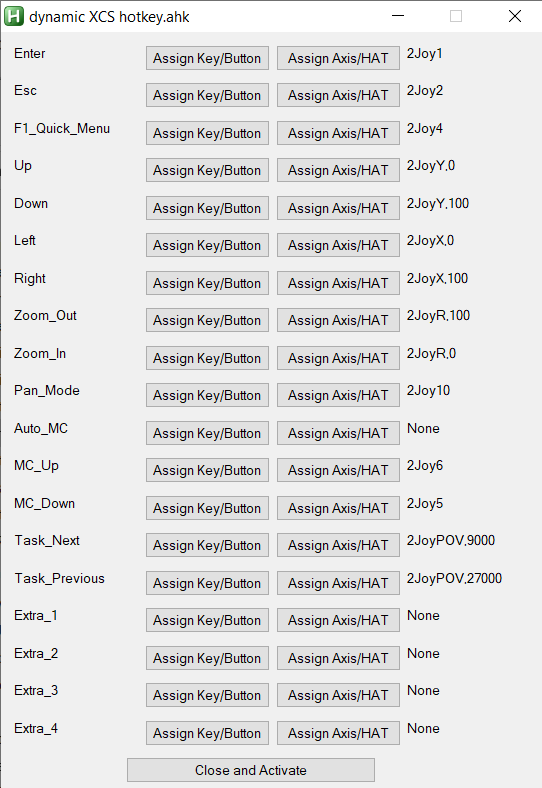 dynamic XCS hotkey.ahk
Enter Assign Key/Button Assign Axis/HAT 2Joy1
Esc Assign Key/Button Assign Axis/HAT 2Joy2
F1_Quick_Menu Assign Key/Button Assign Axis/HAT 2Joy4
Up Assign Key/Button Assign Axis/HAT 2JoyY,0
Down Assign Key/Button Assign Axis/HAT 2JoyY,100
Left Assign Key/Button Assign Axis/HAT 2JoyX,0
Right Assign Key/Button Assign Axis/HAT 2JoyX,100
Zoom_Out Assign Key/Button Assign Axis/HAT 2JoyR,100
Zoom_In Assign Key/Button Assign Axis/HAT 2JoyR,0
Pan_Mode Assign Key/Button Assign Axis/HAT 2Joy10
Auto_MC Assign Key/Button Assign Axis/HAT None
MC_Up Assign Key/Button Assign Axis/HAT 2Joy6
MC_Down Assign Key/Button Assign Axis/HAT 2Joy5
Task_Next Assign Key/Button Assign Axis/HAT 2JoyPOV,9000
Task_Previous Assign Key/Button Assign Axis/HAT 2JoyPOV,27000
Extra_1 Assign Key/Button Assign Axis/HAT None
Extra_2 Assign Key/Button Assign Axis/HAT None
Extra_3 Assign Key/Button Assign Axis/HAT None
Extra_4 Assign Key/Button Assign Axis/HAT None
Close and Activate